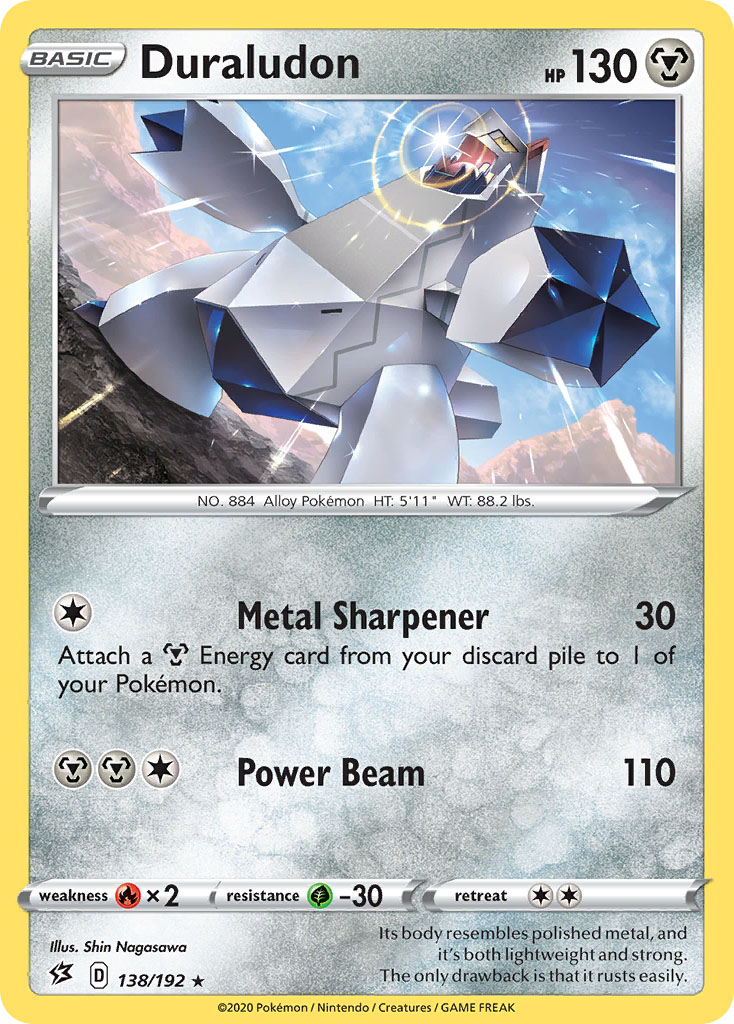 BASIC Duraludon HP 130
NO. 884 Alloy Pokémon HT: 5'11" WT: 88.2 lbs.
Metal Sharpener 30
Attach a Energy card from your discard pile to 1 of
your Pokémon.
Power Beam 110
weakness ×2 resistance -30 retreat
Its body resembles polished metal, and
it's both lightweight and strong.
The only drawback is that it rusts easily.
Illus. Shin Nagasawa
D 138/192 ★
©2020 Pokémon / Nintendo / Creatures / GAME FREAK